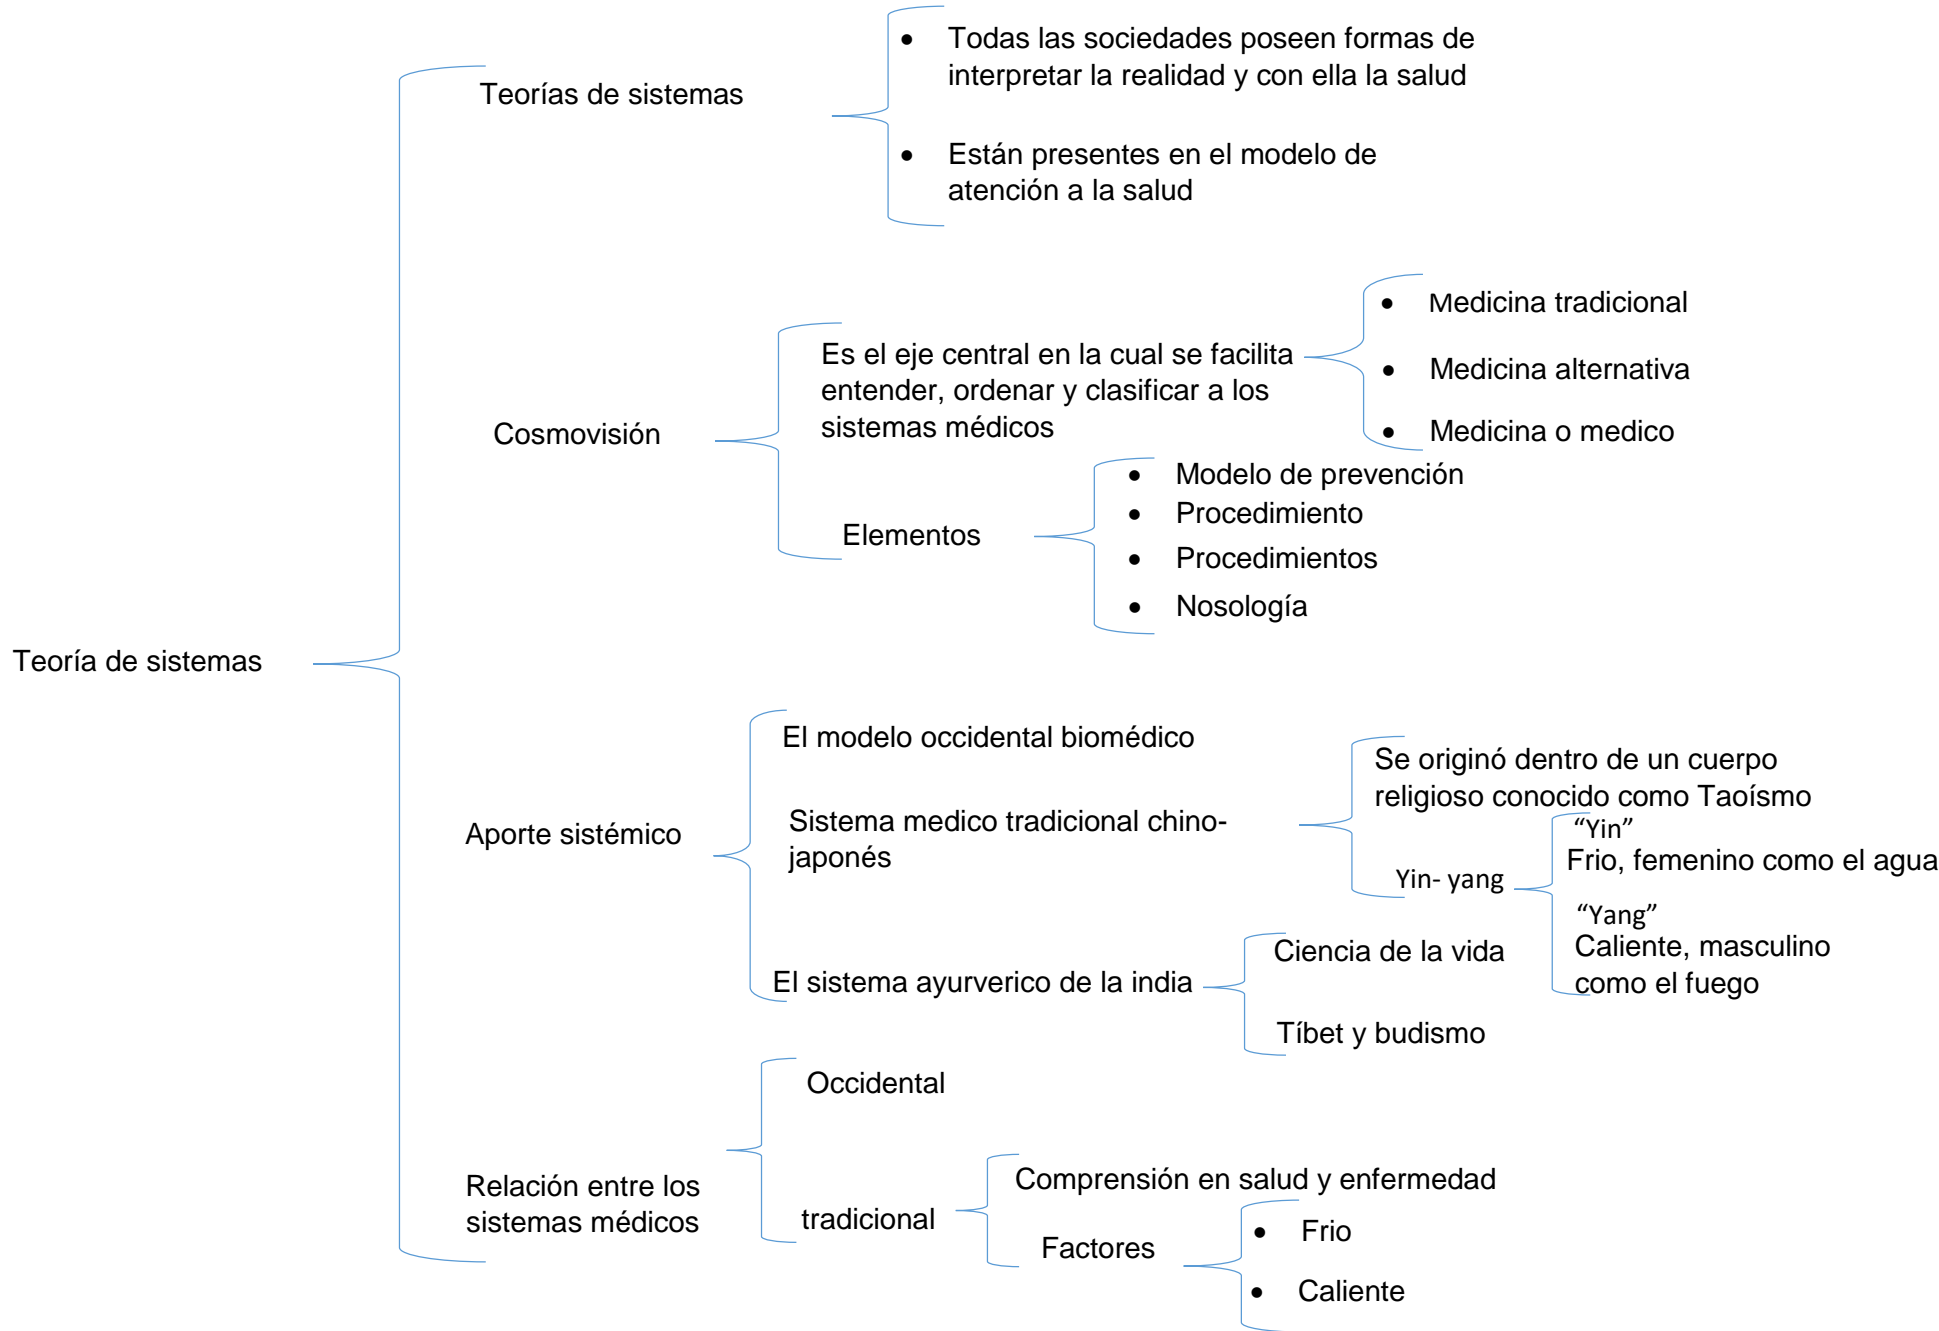 Teoría de sistemas
Teorías de sistemas
• Todas las sociedades poseen formas de
interpretar la realidad y con ella la salud
• Están presentes en el modelo de
atención a la salud
Cosmovisión
Es el eje central en la cual se facilita
entender, ordenar y clasificar a los
sistemas médicos
• Medicina tradicional
• Medicina alternativa
• Medicina o medico
Elementos
• Modelo de prevención
• Procedimiento
• Procedimientos
• Nosología
Aporte sistémico
El modelo occidental biomédico
Sistema medico tradicional chino-
japonés
Se originó dentro de un cuerpo
religioso conocido como Taoísmo
Yin- yang
“Yin”
Frio, femenino como el agua
“Yang”
Caliente, masculino
como el fuego
El sistema ayurverico de la india
Ciencia de la vida
Tíbet y budismo
Relación entre los
sistemas médicos
Occidental
tradicional
Comprensión en salud y enfermedad
Factores
• Frio
• Caliente